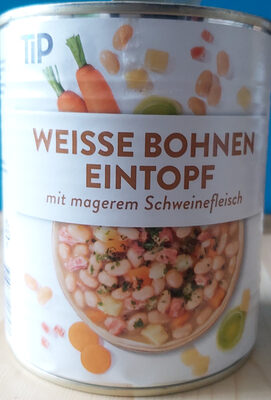 TiP
WEISSE BOHNEN
EINTOPF
mit magerem Schweinefleisch